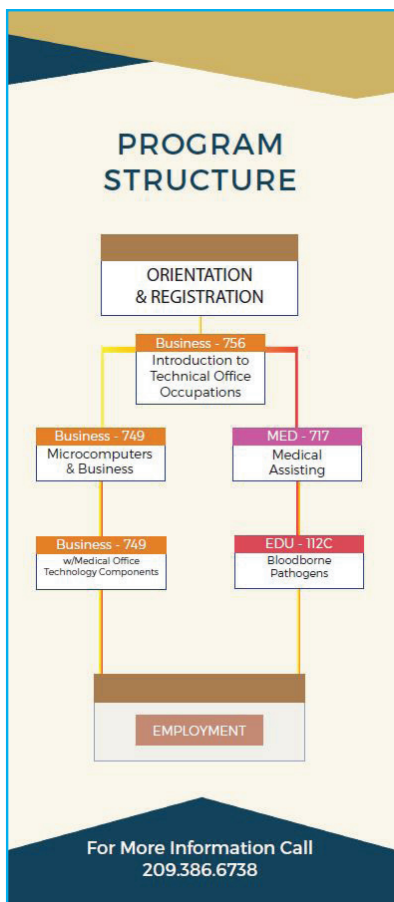 PROGRAM
STRUCTURE
ORIENTATION
& REGISTRATION
Business - 756
Introduction to
Technical Office
Occupations
Business - 749
Microcomputers
& Business
MED - 717
Medical
Assisting
Business - 749
w/Medical Office
Technology Components
EDU - 112C
Bloodborne
Pathogens
EMPLOYMENT
For More Information Call
209.386.6738